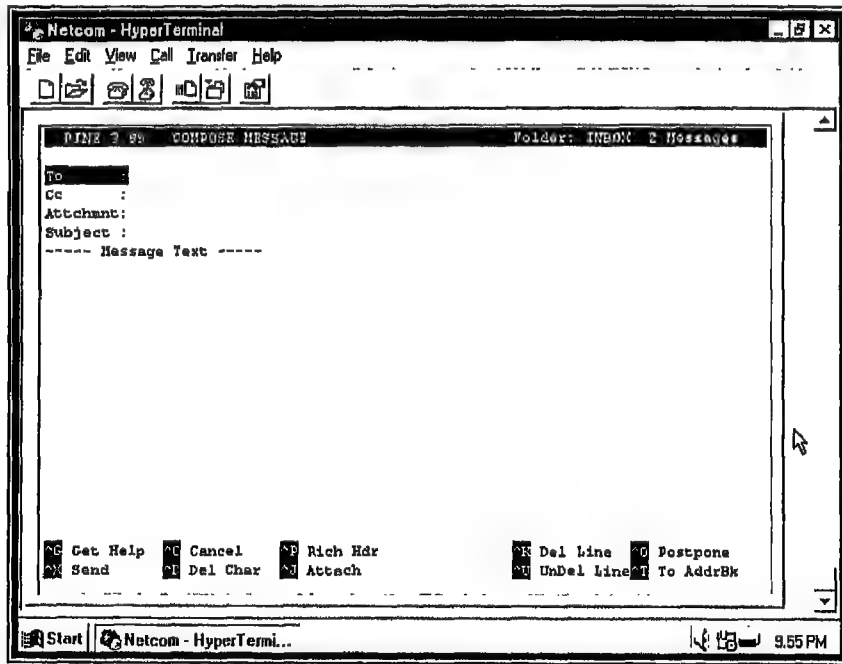 Netcom - HyperTerminal
File Edit View Call Transfer Help
PINE 3.89 COMPOSE MESSAGE Folder: INBOX 2 Messages
To :
Cc :
Attchmnt:
Subject :
----- Message Text -----
^G Get Help ^C Cancel ^R Rich Hdr ^K Del Line ^O Postpone
^X Send ^D Del Char ^J Attach ^U UnDel Line ^T To AddrBk
Start Netcom - HyperTermi... 9.55 PM